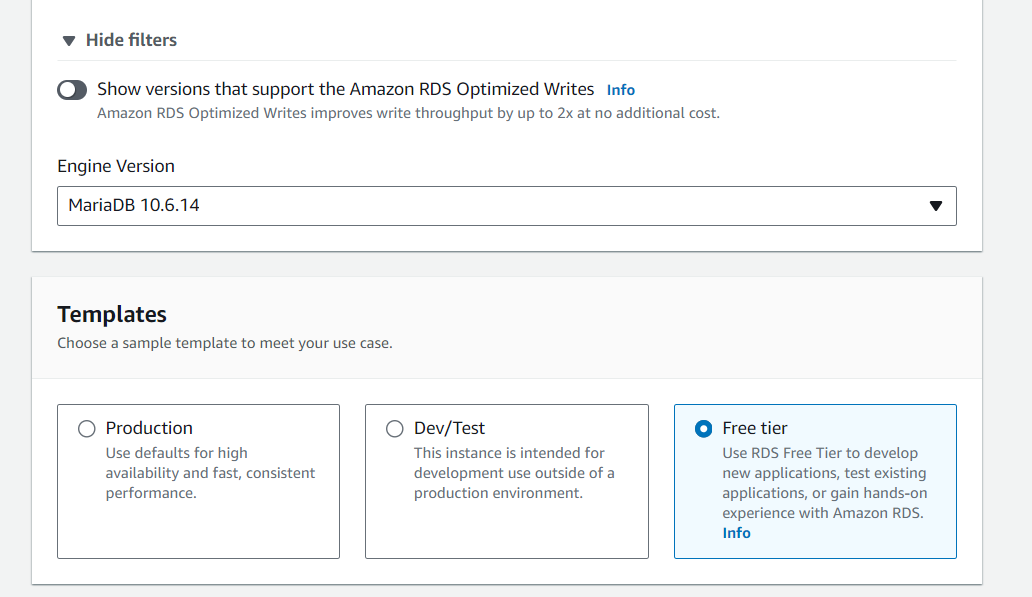 Hide filters
Show versions that support the Amazon RDS Optimized Writes Info
Amazon RDS Optimized Writes improves write throughput by up to 2x at no additional cost.
Engine Version
MariaDB 10.6.14
Templates
Choose a sample template to meet your use case.
Production
Use defaults for high
availability and fast, consistent
performance.
Dev/Test
This instance is intended for
development use outside of a
production environment.
Free tier
Use RDS Free Tier to develop
new applications, test existing
applications, or gain hands-on
experience with Amazon RDS.
Info